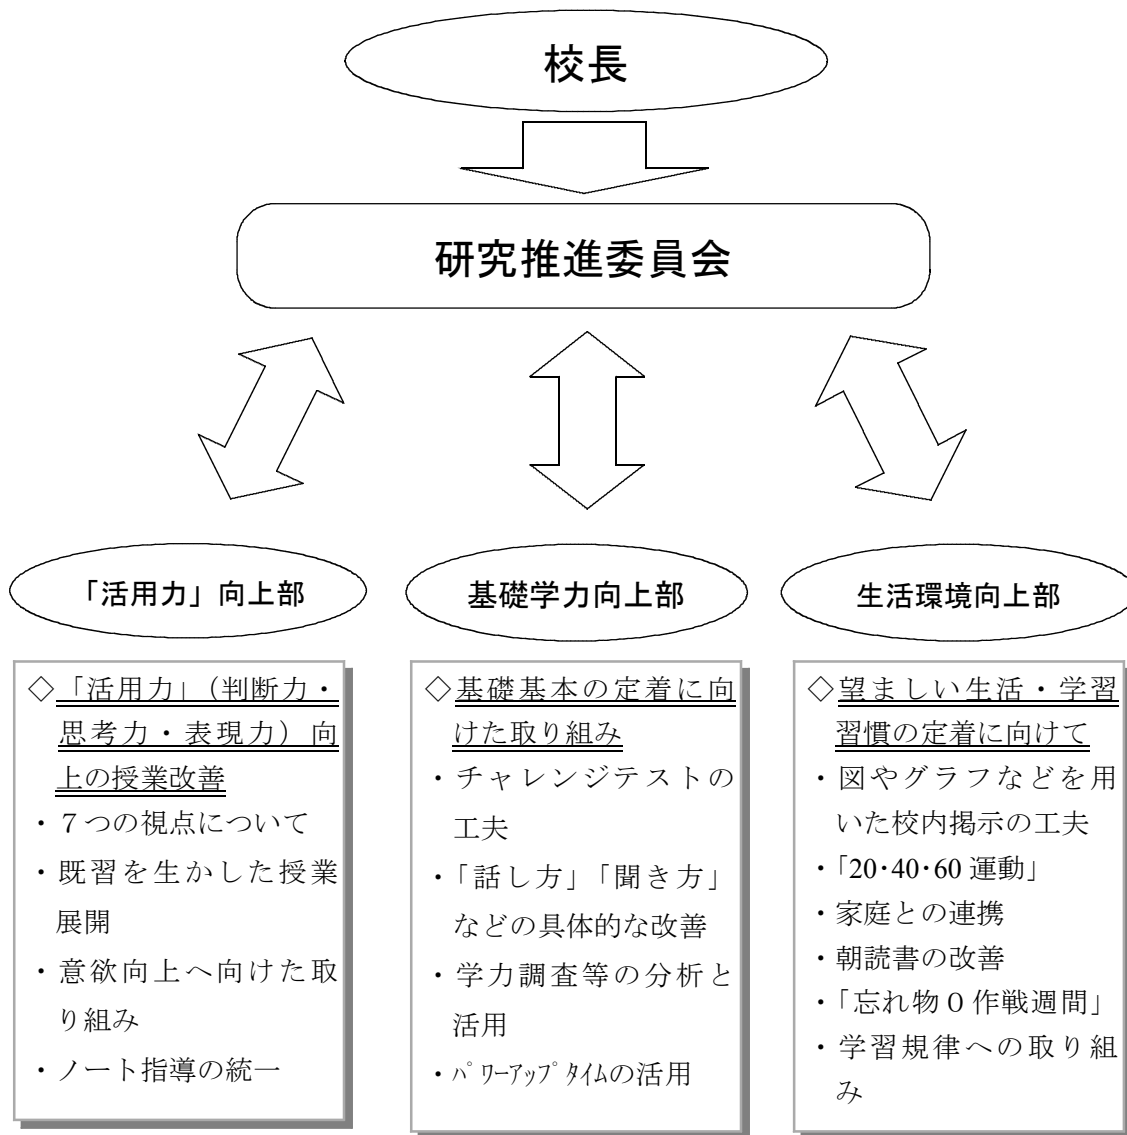 校長
研究推進委員会
「活用力」向上部
◇「活用力」（判断力・
思考力・表現力）向
上の授業改善
・７つの視点について
・既習を生かした授業
展開
・意欲向上へ向けた取
り組み
・ノート指導の統一
基礎学力向上部
◇基礎基本の定着に向
けた取り組み
・チャレンジテストの
工夫
・「話し方」「聞き方」
などの具体的な改善
・学力調査等の分析と
活用
・ﾊﾟﾜｰｱｯﾌﾟﾀｲﾑの活用
生活環境向上部
◇望ましい生活・学習
習慣の定着に向けて
・図やグラフなどを用
いた校内掲示の工夫
・「20･40･60 運動」
・家庭との連携
・朝読書の改善
・「忘れ物０作戦週間」
・学習規律への取り組
み